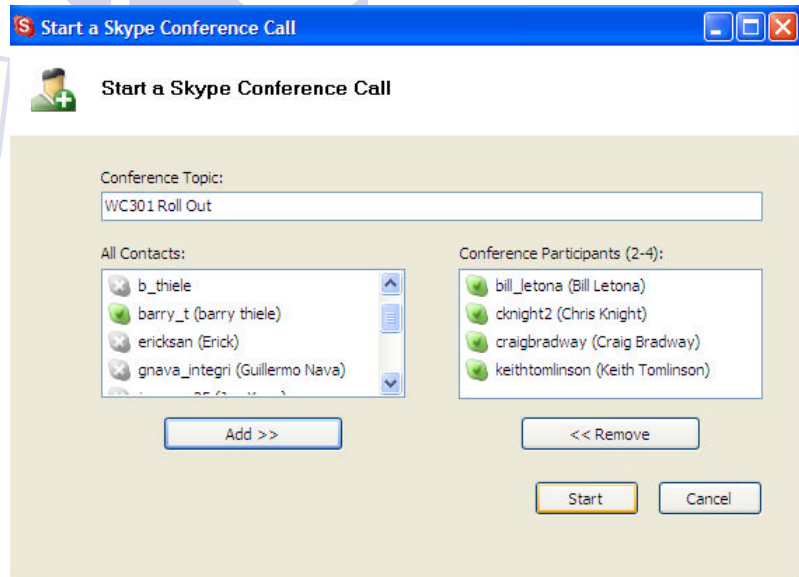 Start a Skype Conference Call
Start a Skype Conference Call
Conference Topic:
WC301 Roll Out
All Contacts:
b_thiele
barry_t (barry thiele)
ericksan (Erick)
gnava_integri (Guillermo Nava)
Add >>
Conference Participants (2-4):
bill_letona (Bill Letona)
cknight2 (Chris Knight)
craigbradway (Craig Bradway)
keithtomlinson (Keith Tomlinson)
<< Remove
Start
Cancel